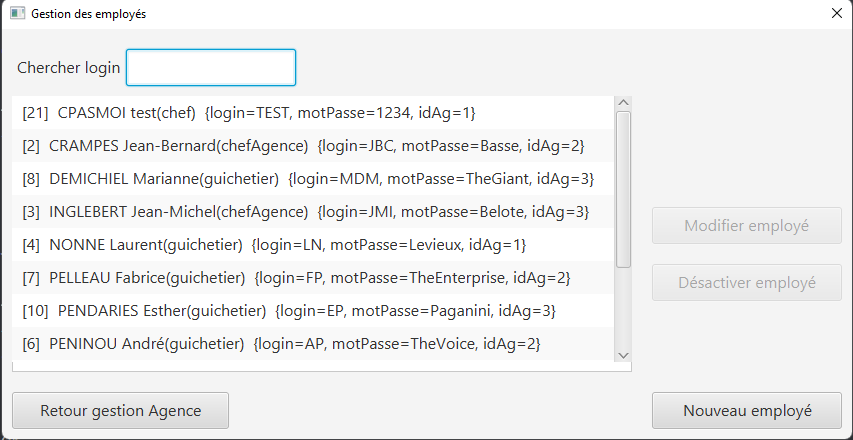 Gestion des employés
Chercher login
[21] CPASMOI test(chef) {login=TEST, motPasse=1234, idAg=1}
[2] CRAMPES Jean-Bernard(chefAgence) {login=JBC, motPasse=Basse, idAg=2}
[8] DEMICHIEL Marianne(guichetier) {login=MDM, motPasse=TheGiant, idAg=3}
[3] INGLEBERT Jean-Michel(chefAgence) {login=JMI, motPasse=Belote, idAg=3}
[4] NONNE Laurent(guichetier) {login=LN, motPasse=Levieux, idAg=1}
[7] PELLEAU Fabrice(guichetier) {login=FP, motPasse=TheEnterprise, idAg=2}
[10] PENDARIES Esther(guichetier) {login=EP, motPasse=Paganini, idAg=3}
[6] PENINOU André(guichetier) {login=AP, motPasse=TheVoice, idAg=2}
Modifier employé
Désactiver employé
Retour gestion Agence
Nouveau employé